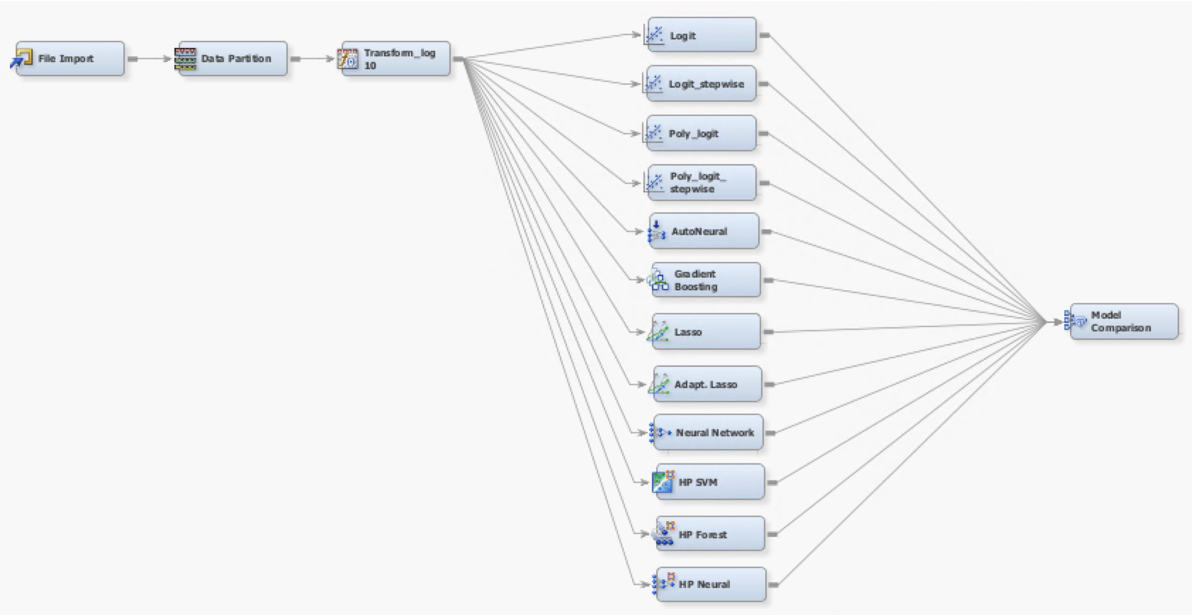 File Import
Data Partition
Transform_log
10
Logit
Logit_stepwise
Poly_logit
Poly_logit_
stepwise
AutoNeural
Gradient
Boosting
Lasso
Adapt. Lasso
Neural Network
HP SVM
HP Forest
HP Neural
Model
Comparison